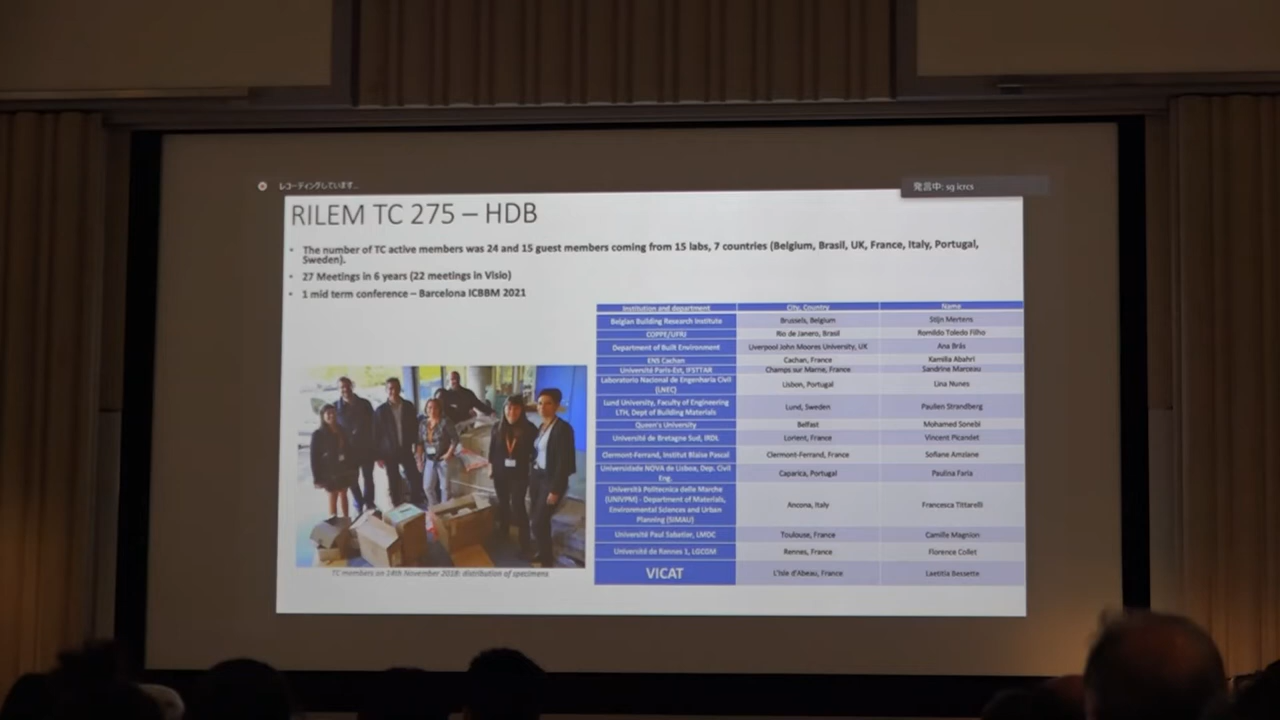 レコーディングしています...
発言中: sg icrcs
RILEM TC 275 – HDB
• The number of TC active members was 24 and 15 guest members coming from 15 labs, 7 countries (Belgium, Brasil, UK, France, Italy, Portugal,
Sweden).
• 27 Meetings in 6 years (22 meetings in Visio)
• 1 mid term conference – Barcelona ICBBM 2021
Institution and department City, Country Name
Belgian Building Research Institute Brussels, Belgium Stijn Mertens
COPPE/UFRJ Rio de Janero, Brasil Romildo Toledo Filho
Department of Built Environment Liverpool John Moores University, UK Ana Brás
ENS Cachan Cachan, France Kamilia Abahri
Université Paris-Est, IFSTTAR Champs sur Marne, France Sandrine Marceau
Laboratorio Nacional de Engenharia Civil
(LNEC) Lisbon, Portugal Lina Nunes
Lund University, Faculty of Engineering
LTH, Dept of Building Materials Lund, Sweden Paulien Strandberg
Queen's University Belfast Mohamed Sonebi
Université de Bretagne Sud, IRDL Lorient, France Vincent Picandet
Clermont-Ferrand, Institut Blaise Pascal Clermont-Ferrand, France Sofiane Amziane
Universidade NOVA de Lisboa, Dep. Civil
Eng. Caparica, Portugal Paulina Faria
Università Politecnica delle Marche
(UNIVPM) - Department of Materials,
Environmental Sciences and Urban
Planning (SIMAU) Ancona, Italy Francesca Tittarelli
Université Paul Sabatier, LMDC Toulouse, France Camille Magnion
Université de Rennes 1, LGCGM Rennes, France Florence Collet
VICAT L'Isle d'Abeau, France Laetitia Bessette
TC members on 14th November 2018: distribution of specimens